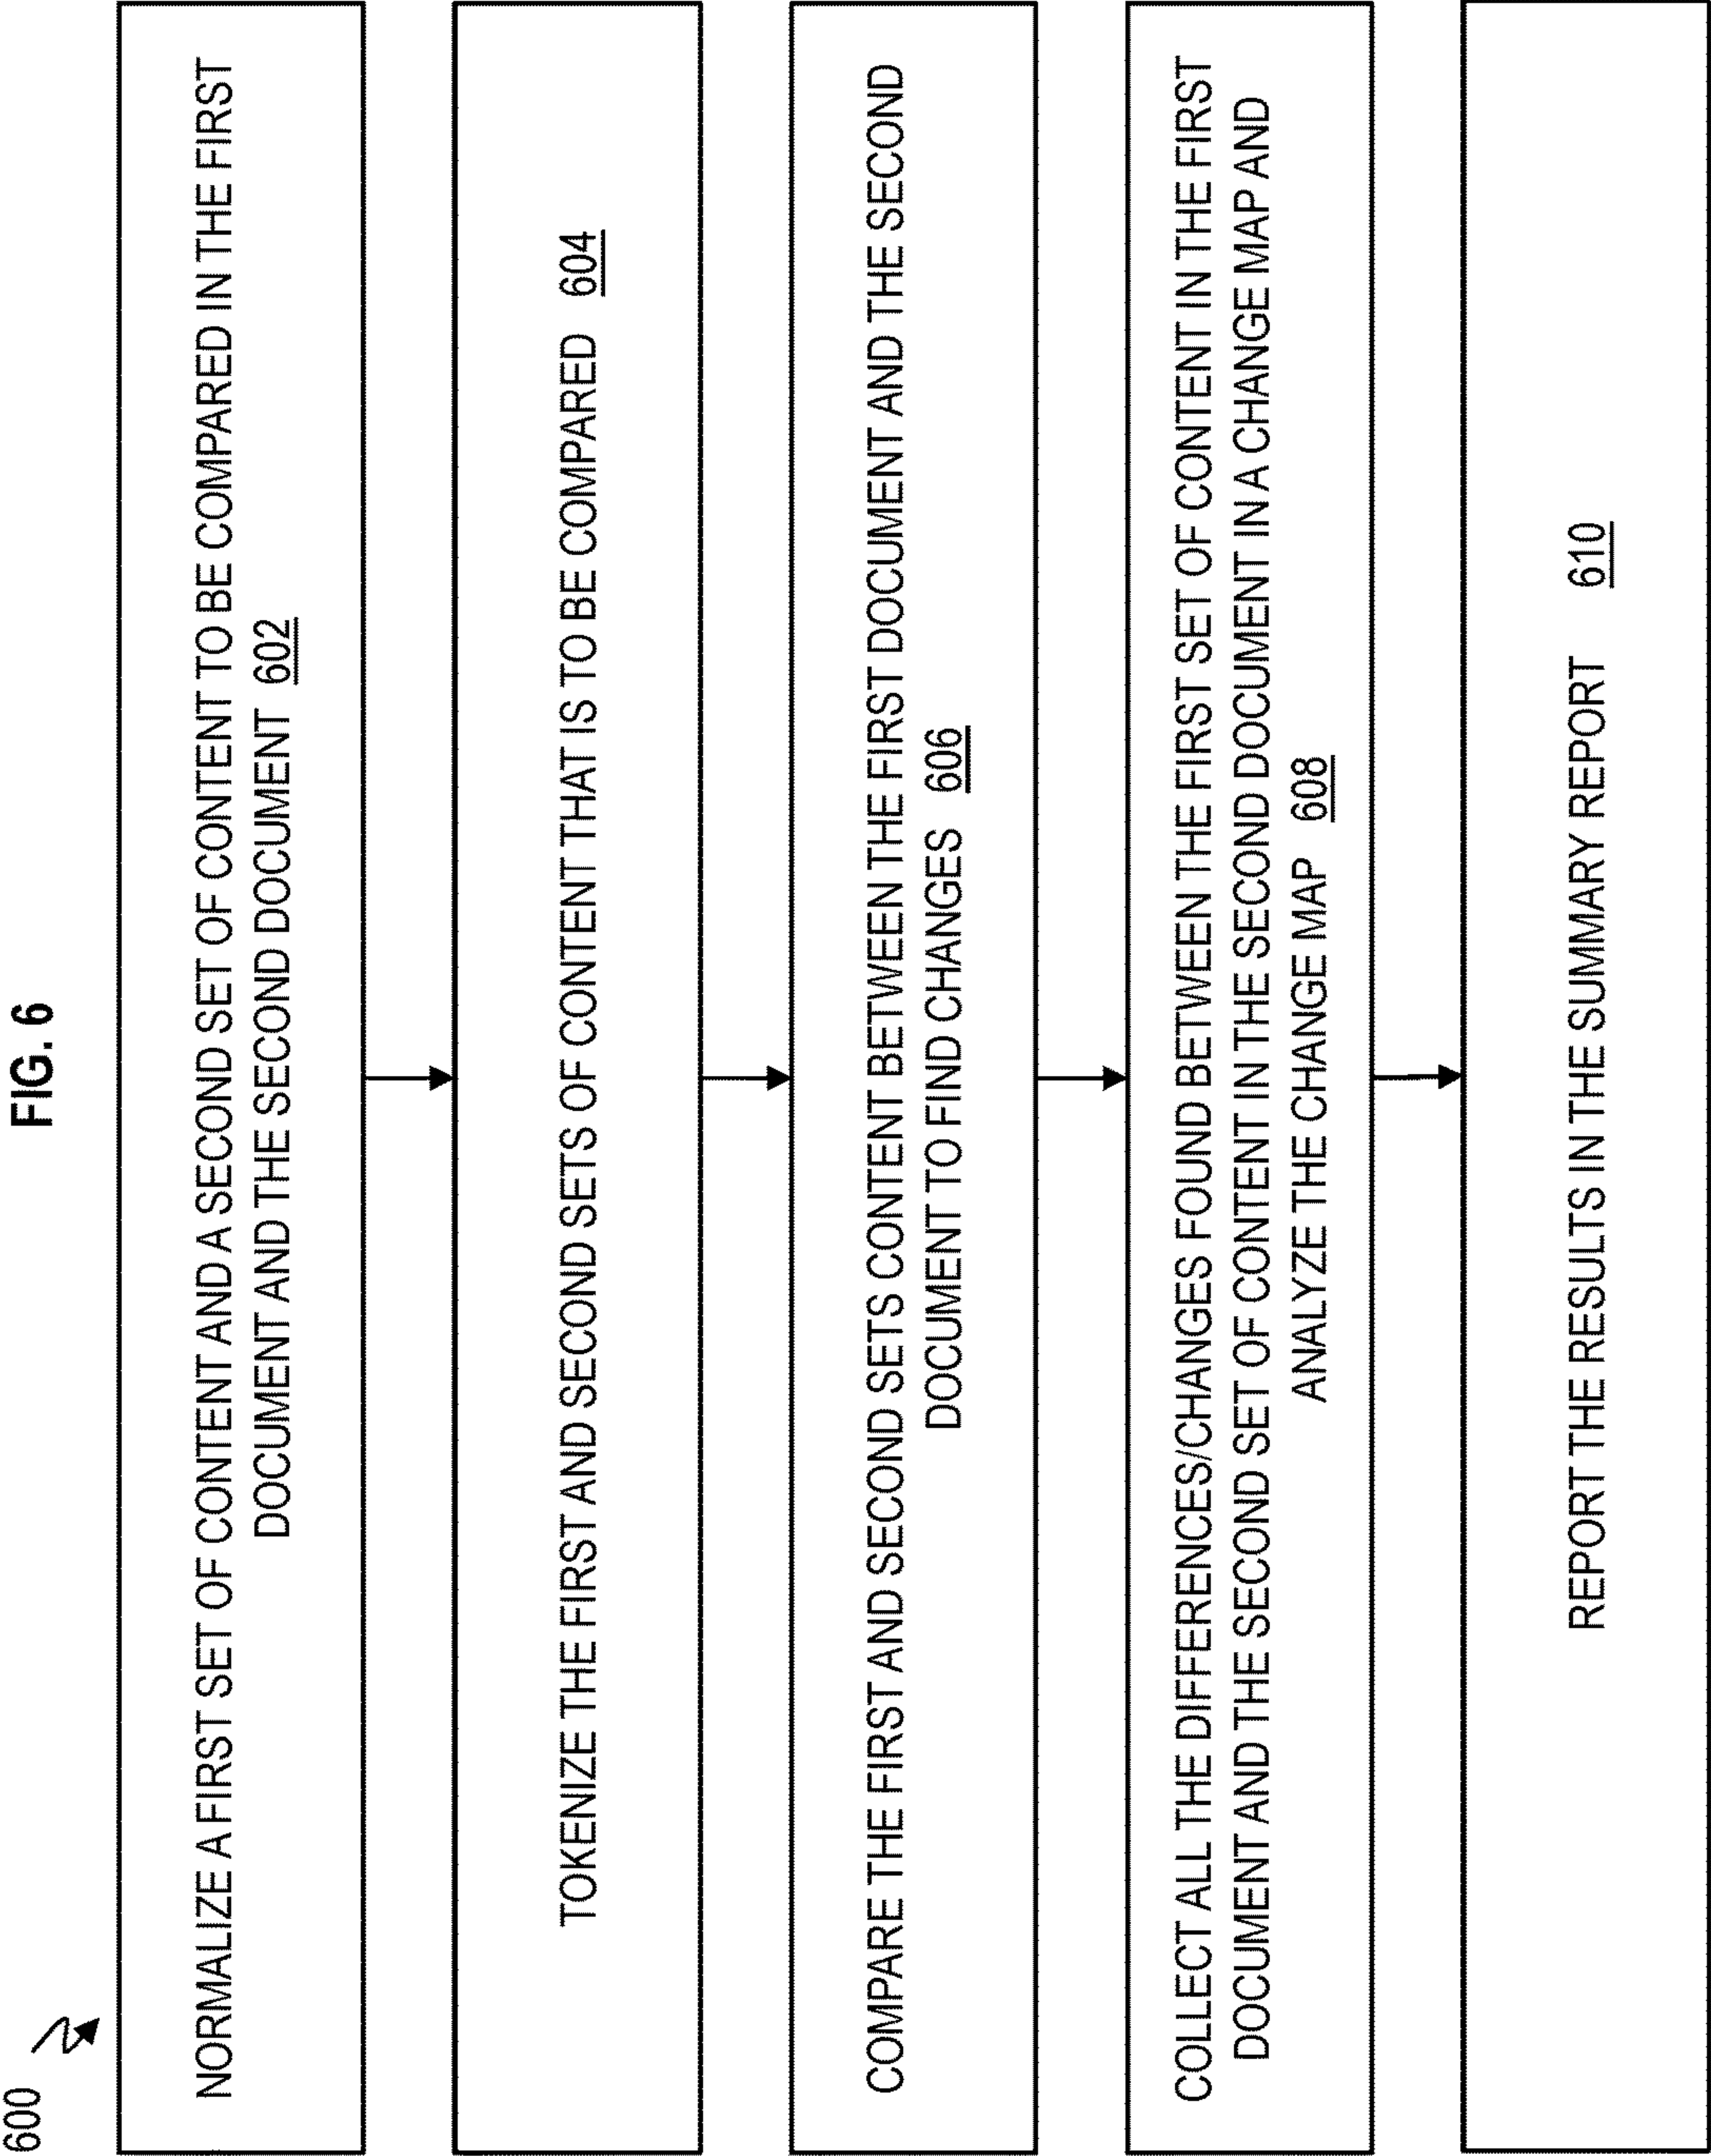 FIG. 6
600
NORMALIZE A FIRST SET OF CONTENT AND A SECOND SET OF CONTENT TO BE COMPARED IN THE FIRST
DOCUMENT AND THE SECOND DOCUMENT 602
TOKENIZE THE FIRST AND SECOND SETS OF CONTENT THAT IS TO BE COMPARED 604
COMPARE THE FIRST AND SECOND SETS CONTENT BETWEEN THE FIRST DOCUMENT AND THE SECOND
DOCUMENT TO FIND CHANGES 606
COLLECT ALL THE DIFFERENCES/CHANGES FOUND BETWEEN THE FIRST SET OF CONTENT IN THE FIRST
DOCUMENT AND THE SECOND SET OF CONTENT IN THE SECOND DOCUMENT IN A CHANGE MAP AND
ANALYZE THE CHANGE MAP 608
REPORT THE RESULTS IN THE SUMMARY REPORT 610